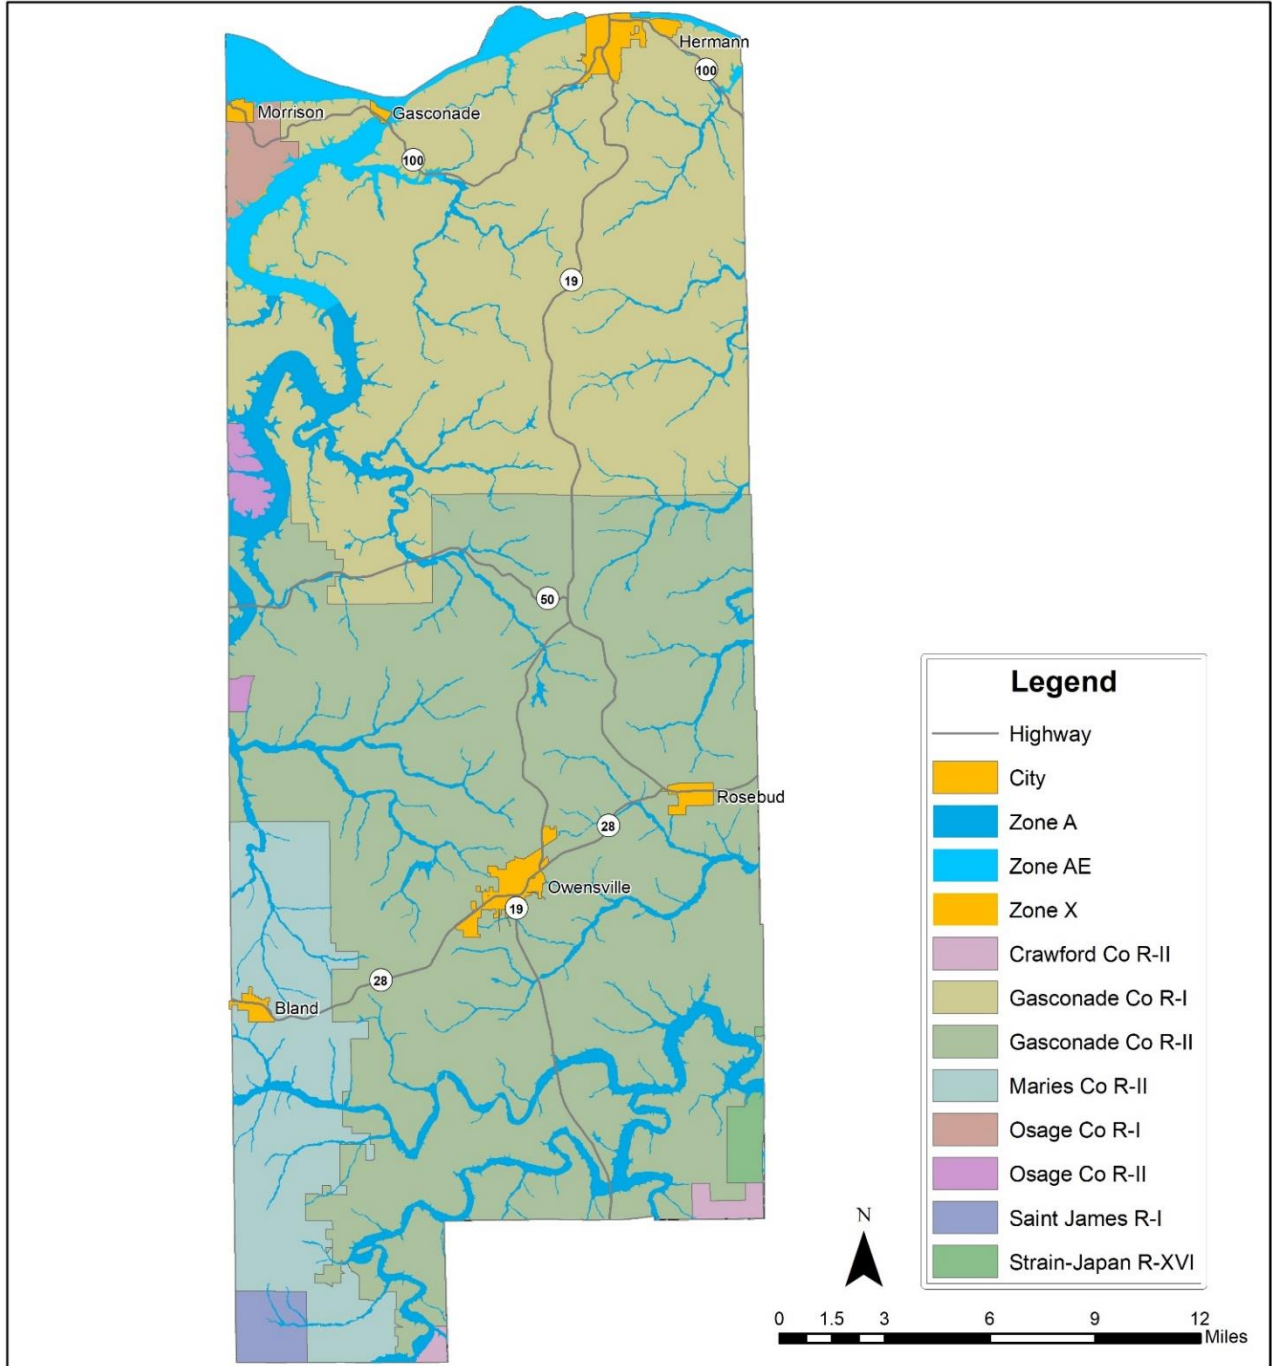 Hermann
100
Morrison
Gasconade
100
19
50
Rosebud
28
Owensville
19
28
Bland
Legend
Highway
City
Zone A
Zone AE
Zone X
Crawford Co R-II
Gasconade Co R-I
Gasconade Co R-II
Maries Co R-II
Osage Co R-I
Osage Co R-II
Saint James R-I
Strain-Japan R-XVI
N
0 1.5 3 6 9 12
Miles